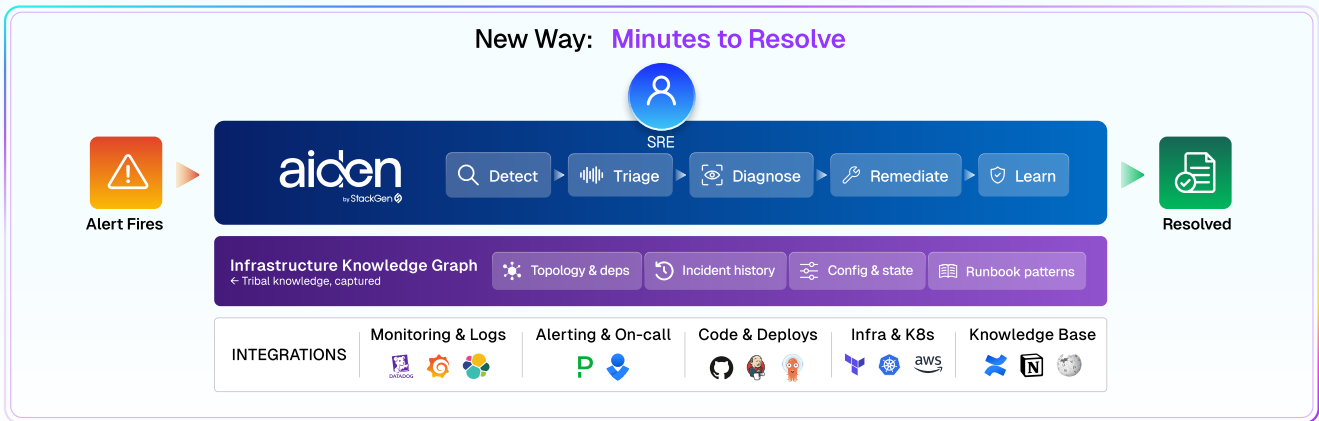 New Way: Minutes to Resolve
SRE
Alert Fires
aiden
by StackGen
Detect
Triage
Diagnose
Remediate
Learn
Resolved
Infrastructure Knowledge Graph
← Tribal knowledge, captured
Topology & deps
Incident history
Config & state
Runbook patterns
INTEGRATIONS
Monitoring & Logs
DATADOG
Alerting & On-call
P
Code & Deploys
Infra & K8s
aws
Knowledge Base
N